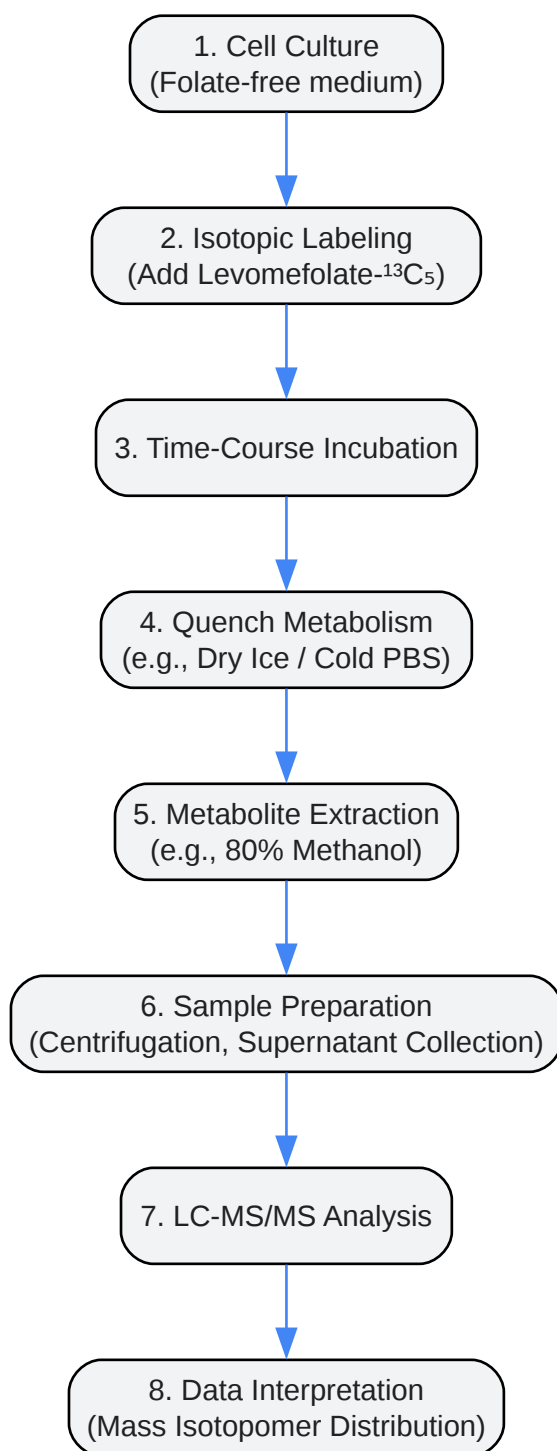 1. Cell Culture
(Folate-free medium)
2. Isotopic Labeling
(Add Levomefolate-¹³C₅)
3. Time-Course Incubation
4. Quench Metabolism
(e.g., Dry Ice / Cold PBS)
5. Metabolite Extraction
(e.g., 80% Methanol)
6. Sample Preparation
(Centrifugation, Supernatant Collection)
7. LC-MS/MS Analysis
8. Data Interpretation
(Mass Isotopomer Distribution)